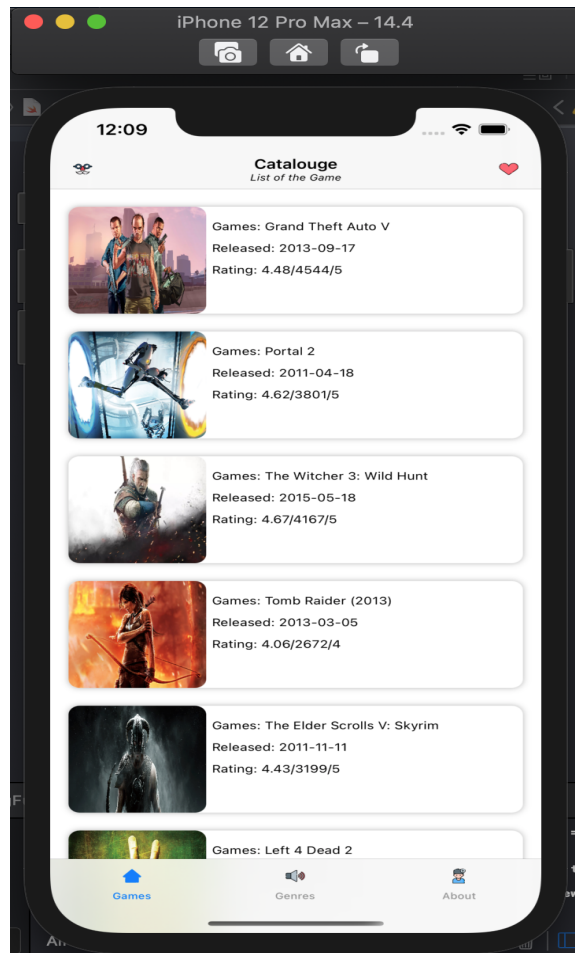 iPhone 12 Pro Max – 14.4
12:09
Catalouge
List of the Game
Games: Grand Theft Auto V
Released: 2013-09-17
Rating: 4.48/4544/5
Games: Portal 2
Released: 2011-04-18
Rating: 4.62/3801/5
Games: The Witcher 3: Wild Hunt
Released: 2015-05-18
Rating: 4.67/4167/5
Games: Tomb Raider (2013)
Released: 2013-03-05
Rating: 4.06/2672/4
Games: The Elder Scrolls V: Skyrim
Released: 2011-11-11
Rating: 4.43/3199/5
Games: Left 4 Dead 2
Games
Genres
About